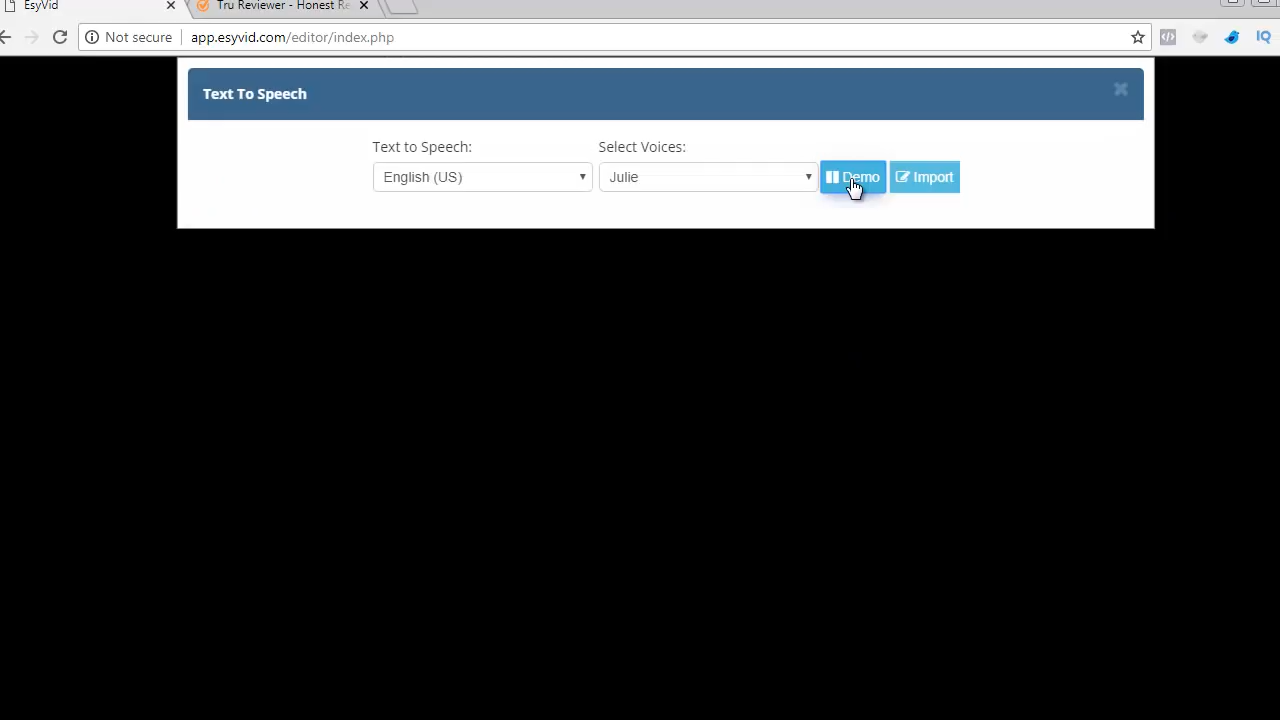 EsyVid
Tru Reviewer - Honest Re
Not secure
app.esyvid.com/editor/index.php
IQ
Text To Speech
Text to Speech:
Select Voices:
English (US)
Julie
Demo
Import